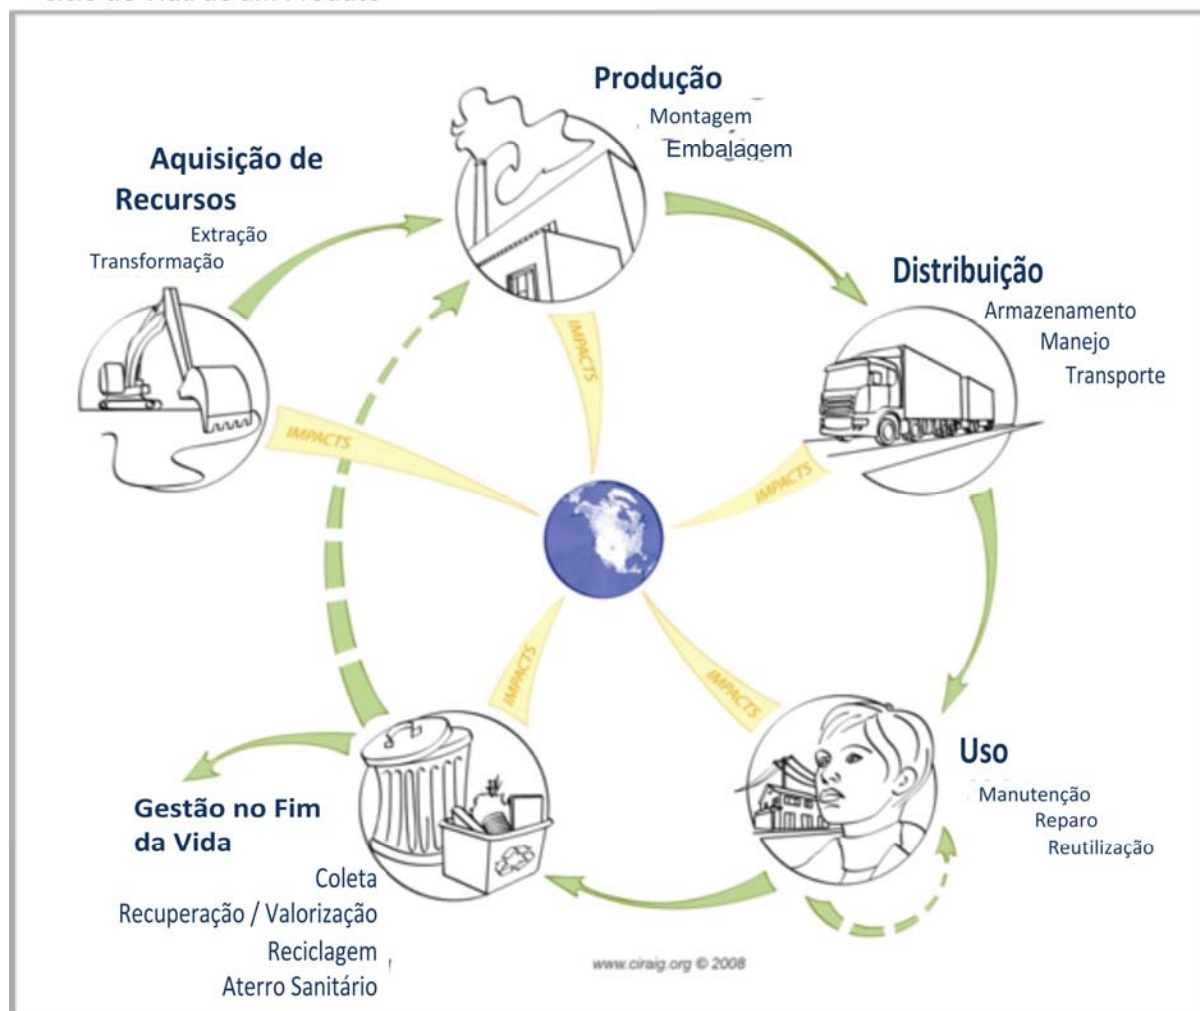 Produção
Montagem
Embalagem
Aquisição de
Recursos
Extração
Transformação
Distribuição
Armazenamento
Manejo
Transporte
IMPACTS
IMPACTS
IMPACTS
IMPACTS
IMPACTS
Uso
Manutenção
Reparo
Reutilização
Gestão no Fim
da Vida
Coleta
Recuperação / Valorização
Reciclagem
Aterro Sanitário
www.ciraig.org © 2008